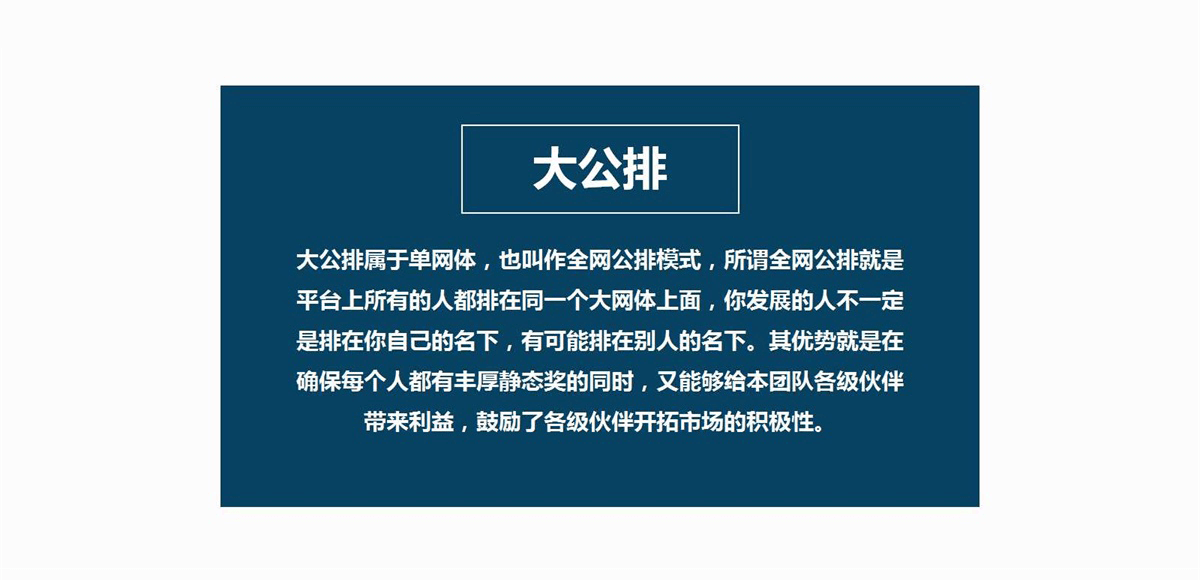 大公排
大公排属于单网体，也叫作全网公排模式，所谓全网公排就是
平台上所有的人都排在同一个大网体上面，你发展的人不一定
是排在你自己的名下，有可能排在别人的名下。其优势就是在
确保每个人都有丰厚静态奖的同时，又能够给本团队各级伙伴
带来利益，鼓励了各级伙伴开拓市场的积极性。